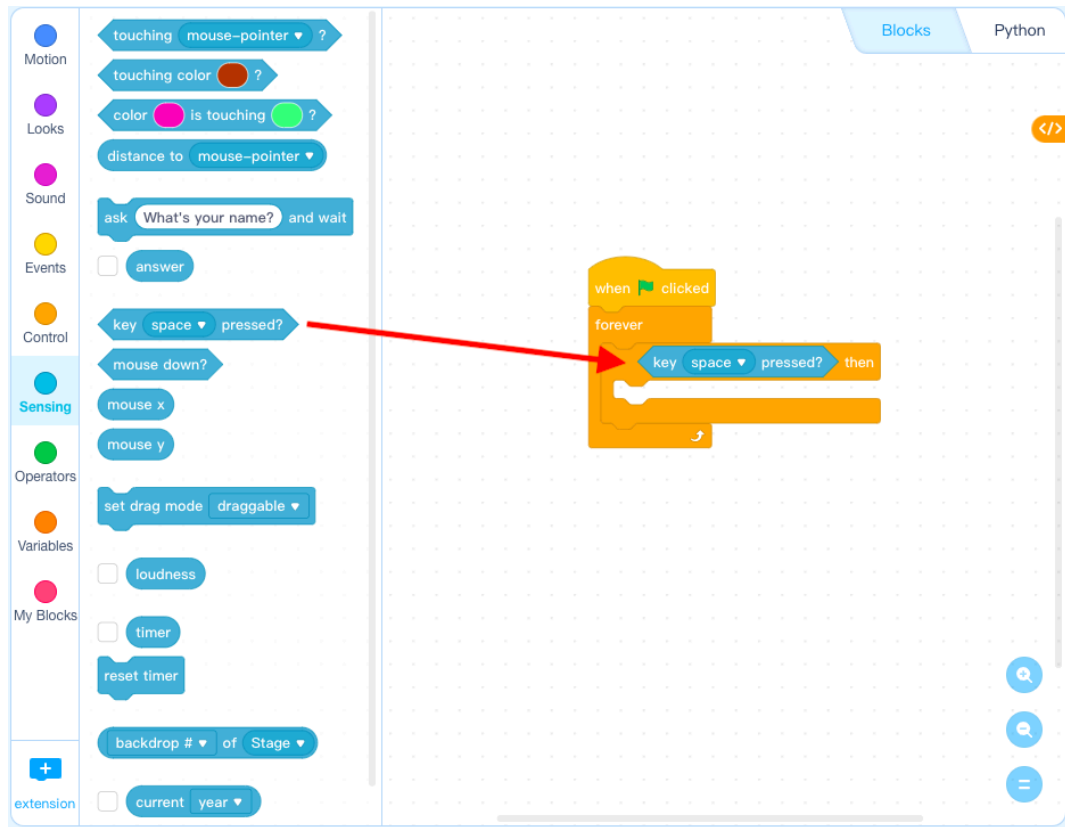 Motion
Looks
Sound
Events
Control
Sensing
Operators
Variables
My Blocks
extension
touching mouse-pointer ?
touching color ?
color is touching ?
distance to mouse-pointer
ask What's your name? and wait
answer
key space pressed?
mouse down?
mouse x
mouse y
set drag mode draggable
loudness
timer
reset timer
backdrop # of Stage
current year
Blocks
Python
</>
when clicked
forever
key space pressed? then